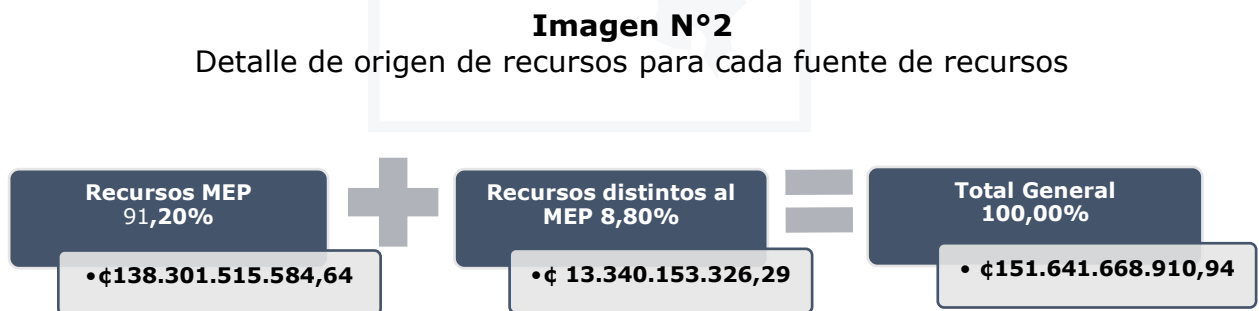 Imagen N°2
Detalle de origen de recursos para cada fuente de recursos
Recursos MEP
91,20%
•¢138.301.515.584,64
Recursos distintos al
MEP 8,80%
•¢ 13.340.153.326,29
Total General
100,00%
• ¢151.641.668.910,94